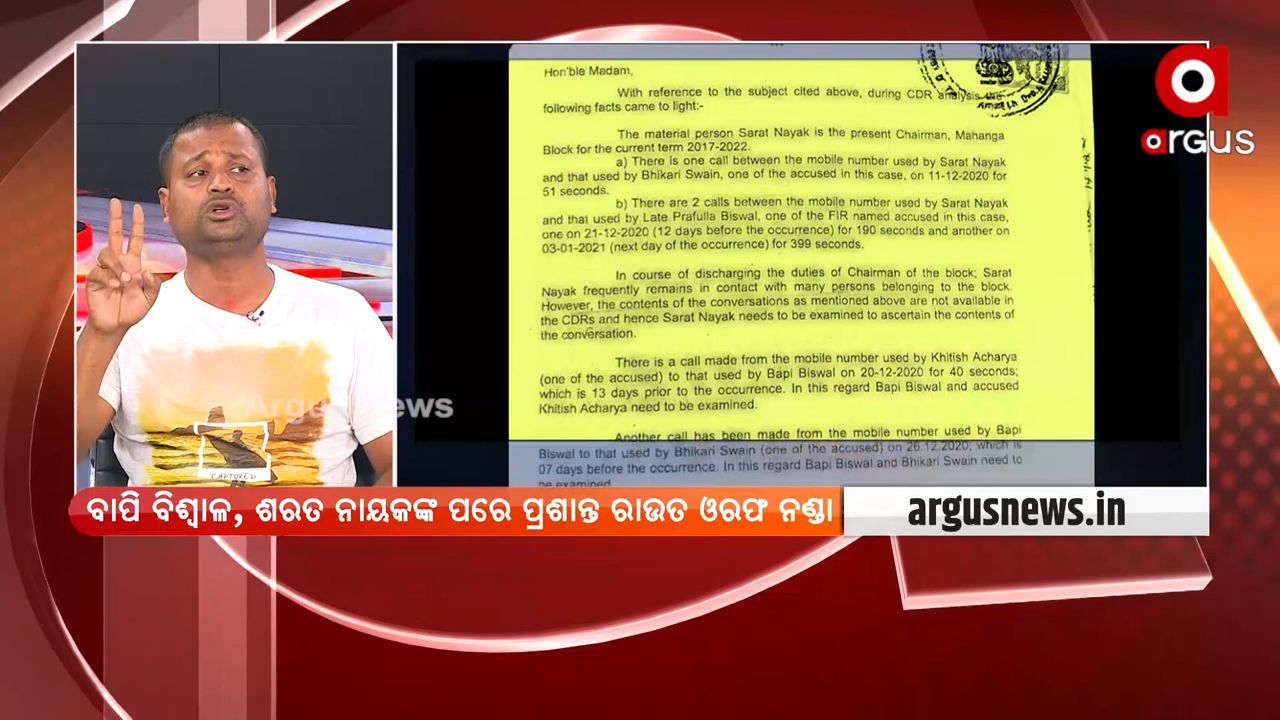 Hon'ble Madam,
With reference to the subject cited above, during CDR analysis the
following facts came to light:-
The material person Sarat Nayak is the present Chairman, Mahanga
Block for the current term 2017-2022.
a) There is one call between the mobile number used by Sarat Nayak
and that used by Bhikari Swain, one of the accused in this case, on 11-12-2020 for
51 seconds.
b) There are 2 calls between the mobile number used by Sarat Nayak
and that used by Late Prafulla Biswal, one of the FIR named accused in this case,
one on 21-12-2020 (12 days before the occurrence) for 190 seconds and another on
03-01-2021 (next day of the occurrence) for 399 seconds.
In course of discharging the duties of Chairman of the block; Sarat
Nayak frequently remains in contact with many persons belonging to the block.
However, the contents of the conversations as mentioned above are not available in
the CDRs and hence Sarat Nayak needs to be examined to ascertain the contents of
the conversation.
There is a call made from the mobile number used by Khitish Acharya
(one of the accused) to that used by Bapi Biswal on 20-12-2020 for 40 seconds;
which is 13 days prior to the occurrence. In this regard Bapi Biswal and accused
Khitish Acharya need to be examined.
Another call has been made from the mobile number used by Bapi
Biswal to that used by Bhikari Swain (one of the accused) on 26.12.2020, which is
07 days before the occurrence. In this regard Bapi Biswal and Bhikari Swain need to
be examined
argus
Argus News
CAPTURED
ବାପି ବିଶ୍ୱାଳ, ଶରତ ନାୟକଙ୍କ ପରେ ପ୍ରଶାନ୍ତ ରାଉତ ଓରଫ ନଣ୍ଡା
argusnews.in